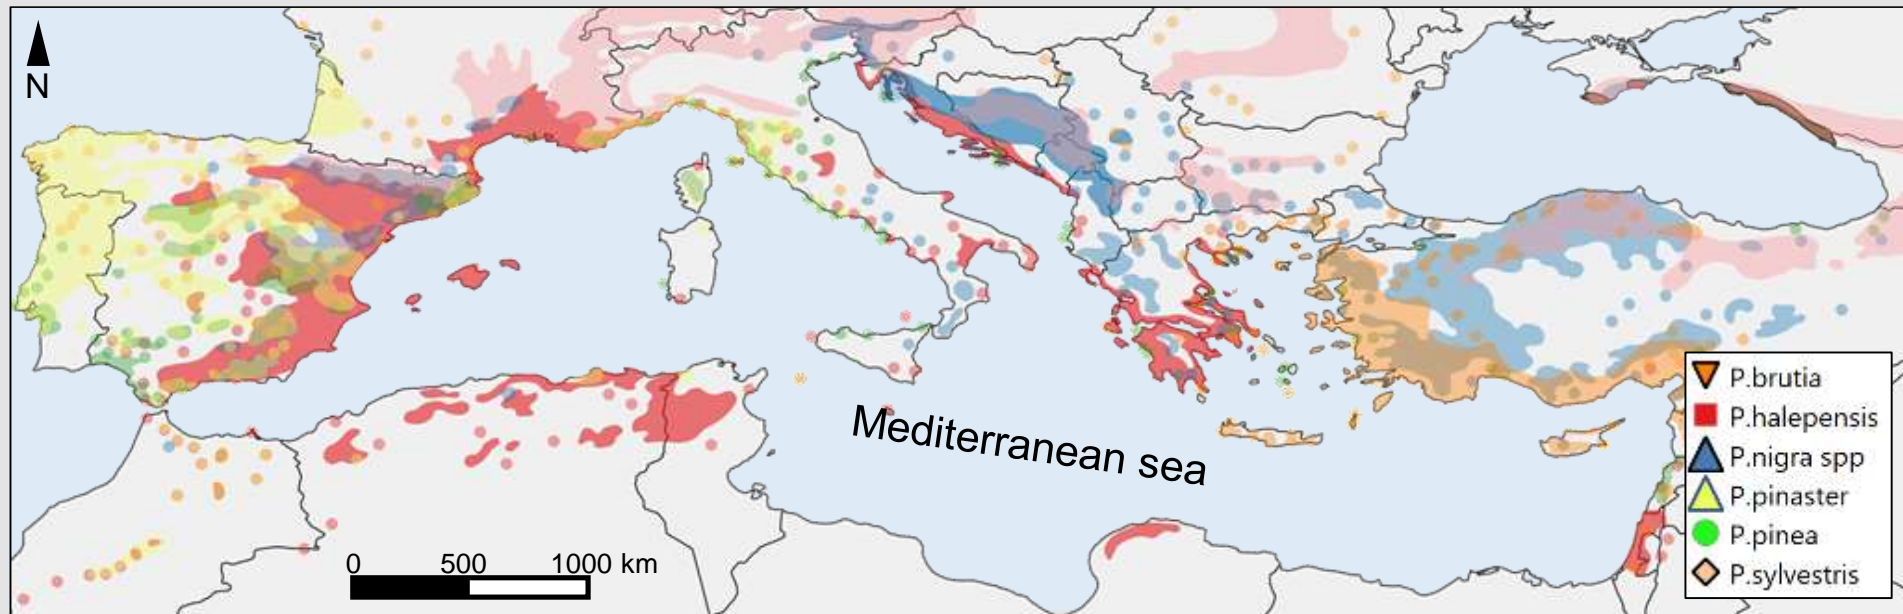 N
Mediterranean sea
0 500 1000 km
P.brutia
P.halepensis
P.nigra spp
P.pinaster
P.pinea
P.sylvestris